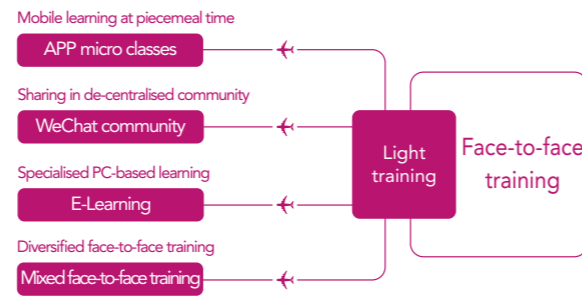 Mobile learning at piecemeal time
APP micro classes
Sharing in de-centralised community
WeChat community
Specialised PC-based learning
E-Learning
Diversified face-to-face training
Mixed face-to-face training
Light
training
Face-to-face
training